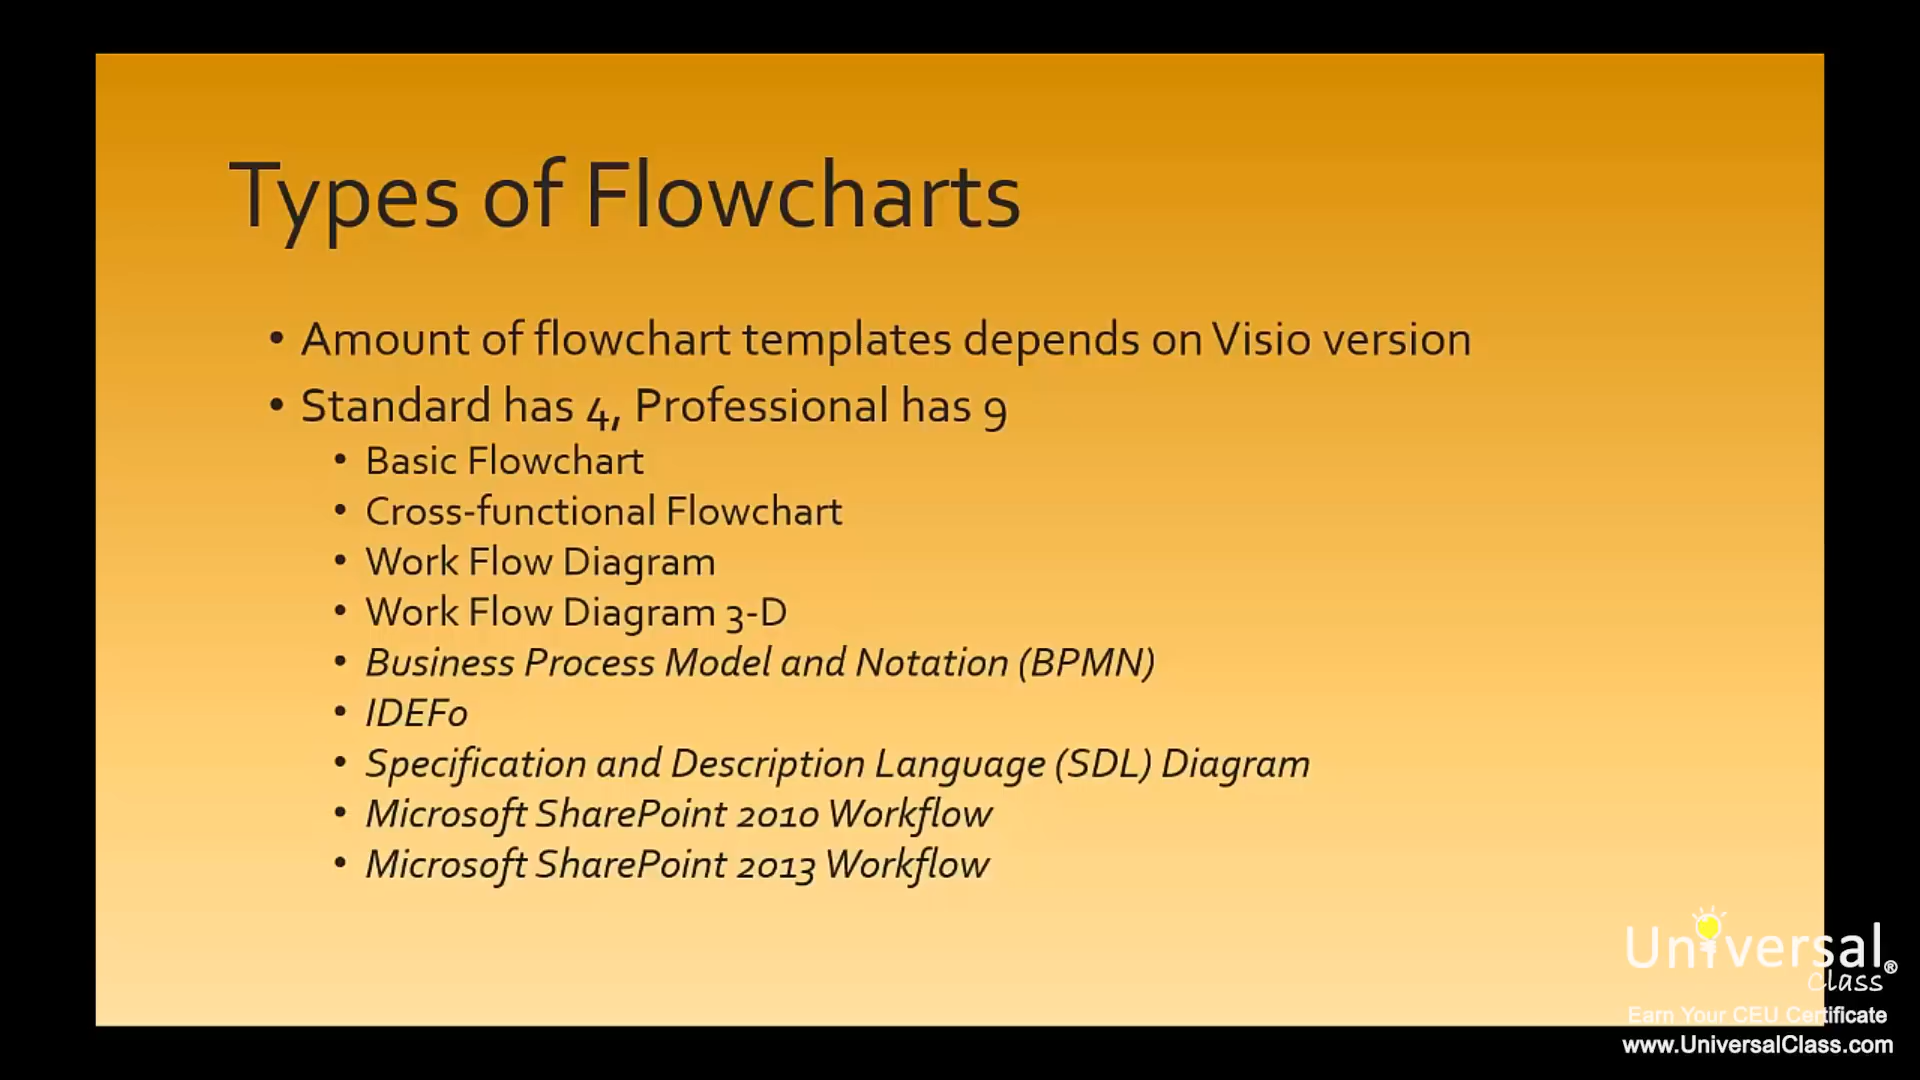 Types of Flowcharts
• Amount of flowchart templates depends on Visio version
• Standard has 4, Professional has 9
• Basic Flowchart
• Cross-functional Flowchart
• Work Flow Diagram
• Work Flow Diagram 3-D
• Business Process Model and Notation (BPMN)
• IDEF0
• Specification and Description Language (SDL) Diagram
• Microsoft SharePoint 2010 Workflow
• Microsoft SharePoint 2013 Workflow
Universal®
Class
Earn Your CEU Certificate
www.UniversalClass.com